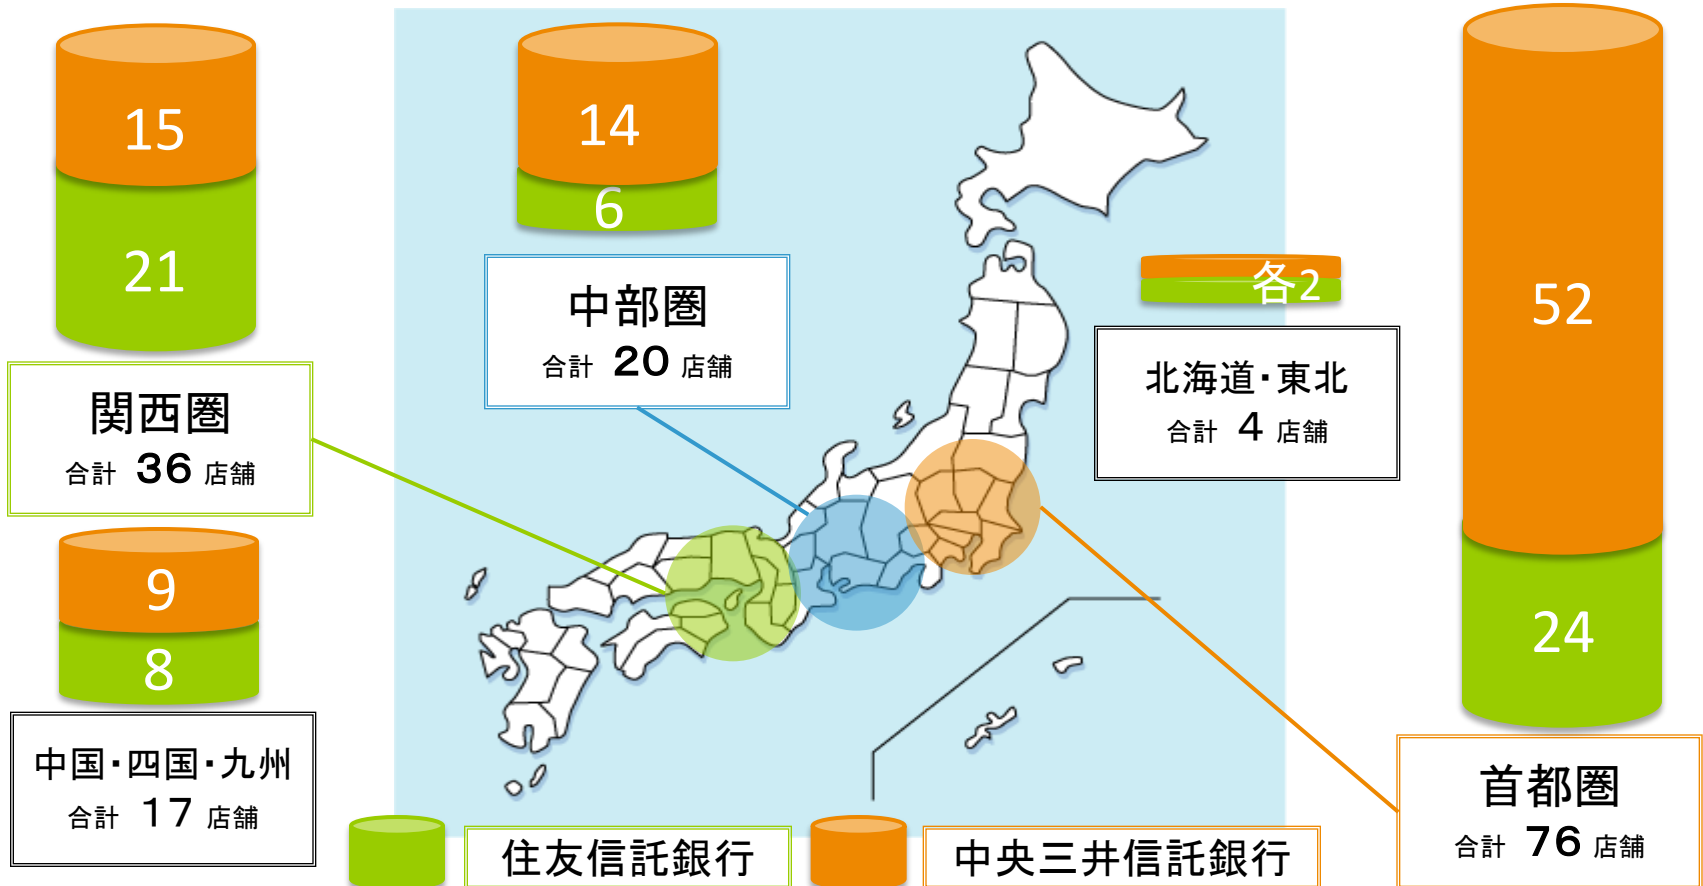 15
21
関西圏
合計 36 店舗
9
8
中国・四国・九州
合計 17 店舗
14
6
中部圏
合計 20 店舗
各2
北海道・東北
合計 4 店舗
52
24
首都圏
合計 76 店舗
住友信託銀行
中央三井信託銀行